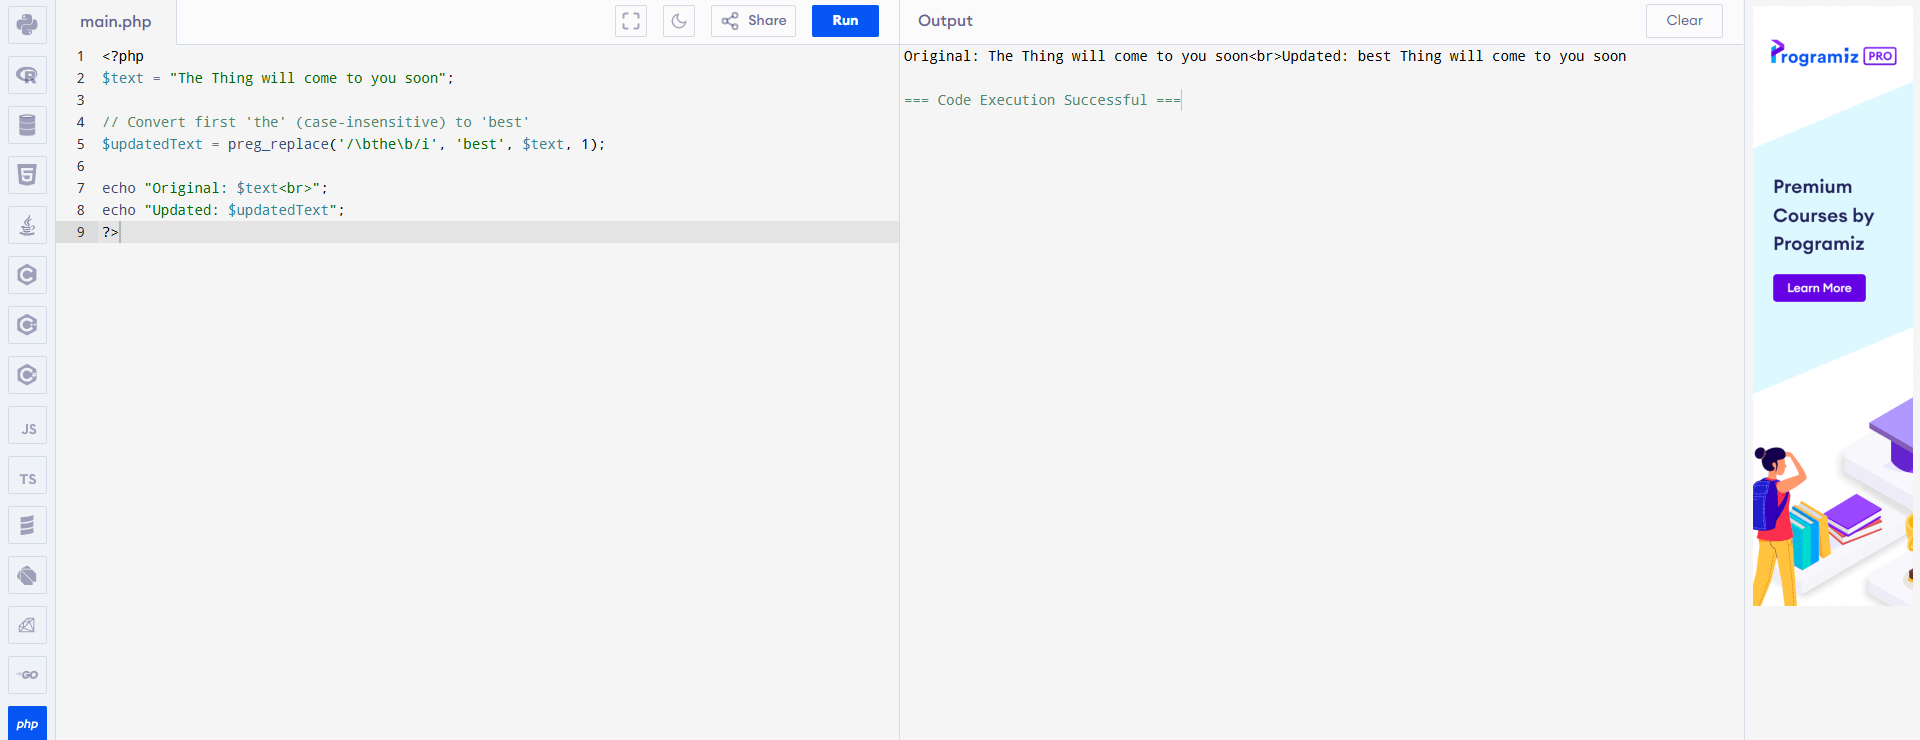 main.php
Share
Run
Output
Clear
1 <?php
2 $text = "The Thing will come to you soon";
3
4 // Convert first 'the' (case-insensitive) to 'best'
5 $updatedText = preg_replace('/\bthe\b/i', 'best', $text, 1);
6
7 echo "Original: $text<br>";
8 echo "Updated: $updatedText";
9 ?>
Original: The Thing will come to you soon<br>Updated: best Thing will come to you soon
=== Code Execution Successful ===
JS
TS
GO
php
Programiz PRO
Premium
Courses by
Programiz
Learn More